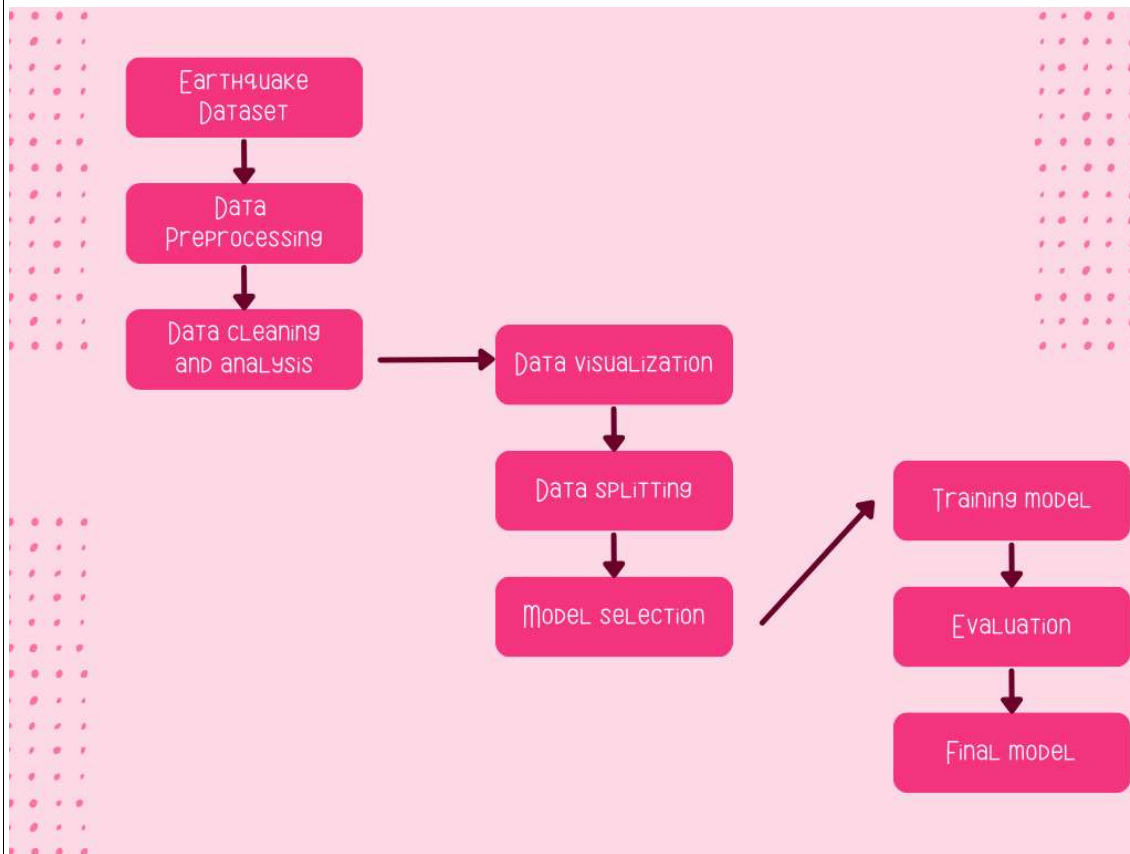 Earthquake
Dataset
Data
Preprocessing
Data cleaning
and analysis
Data visualization
Data splitting
Model selection
Training model
Evaluation
Final model